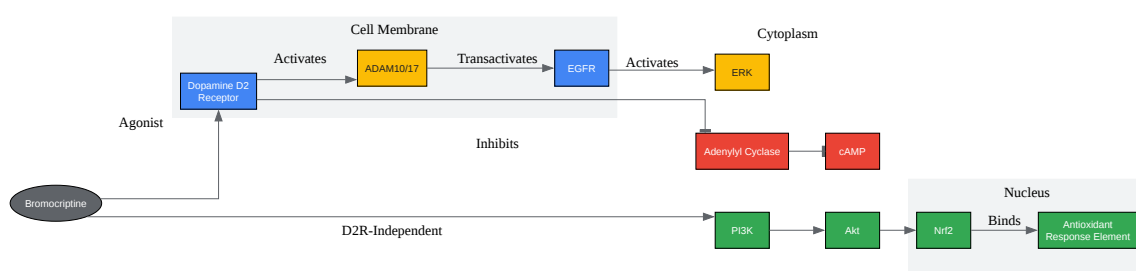 Cell Membrane
Cytoplasm
Activates
Transactivates
Activates
ADAM10/17
EGFR
ERK
Dopamine D2
Receptor
Agonist
Inhibits
Adenylyl Cyclase
cAMP
Nucleus
Bromocriptine
D2R-Independent
PI3K
Akt
Nrf2
Binds
Antioxidant
Response Element